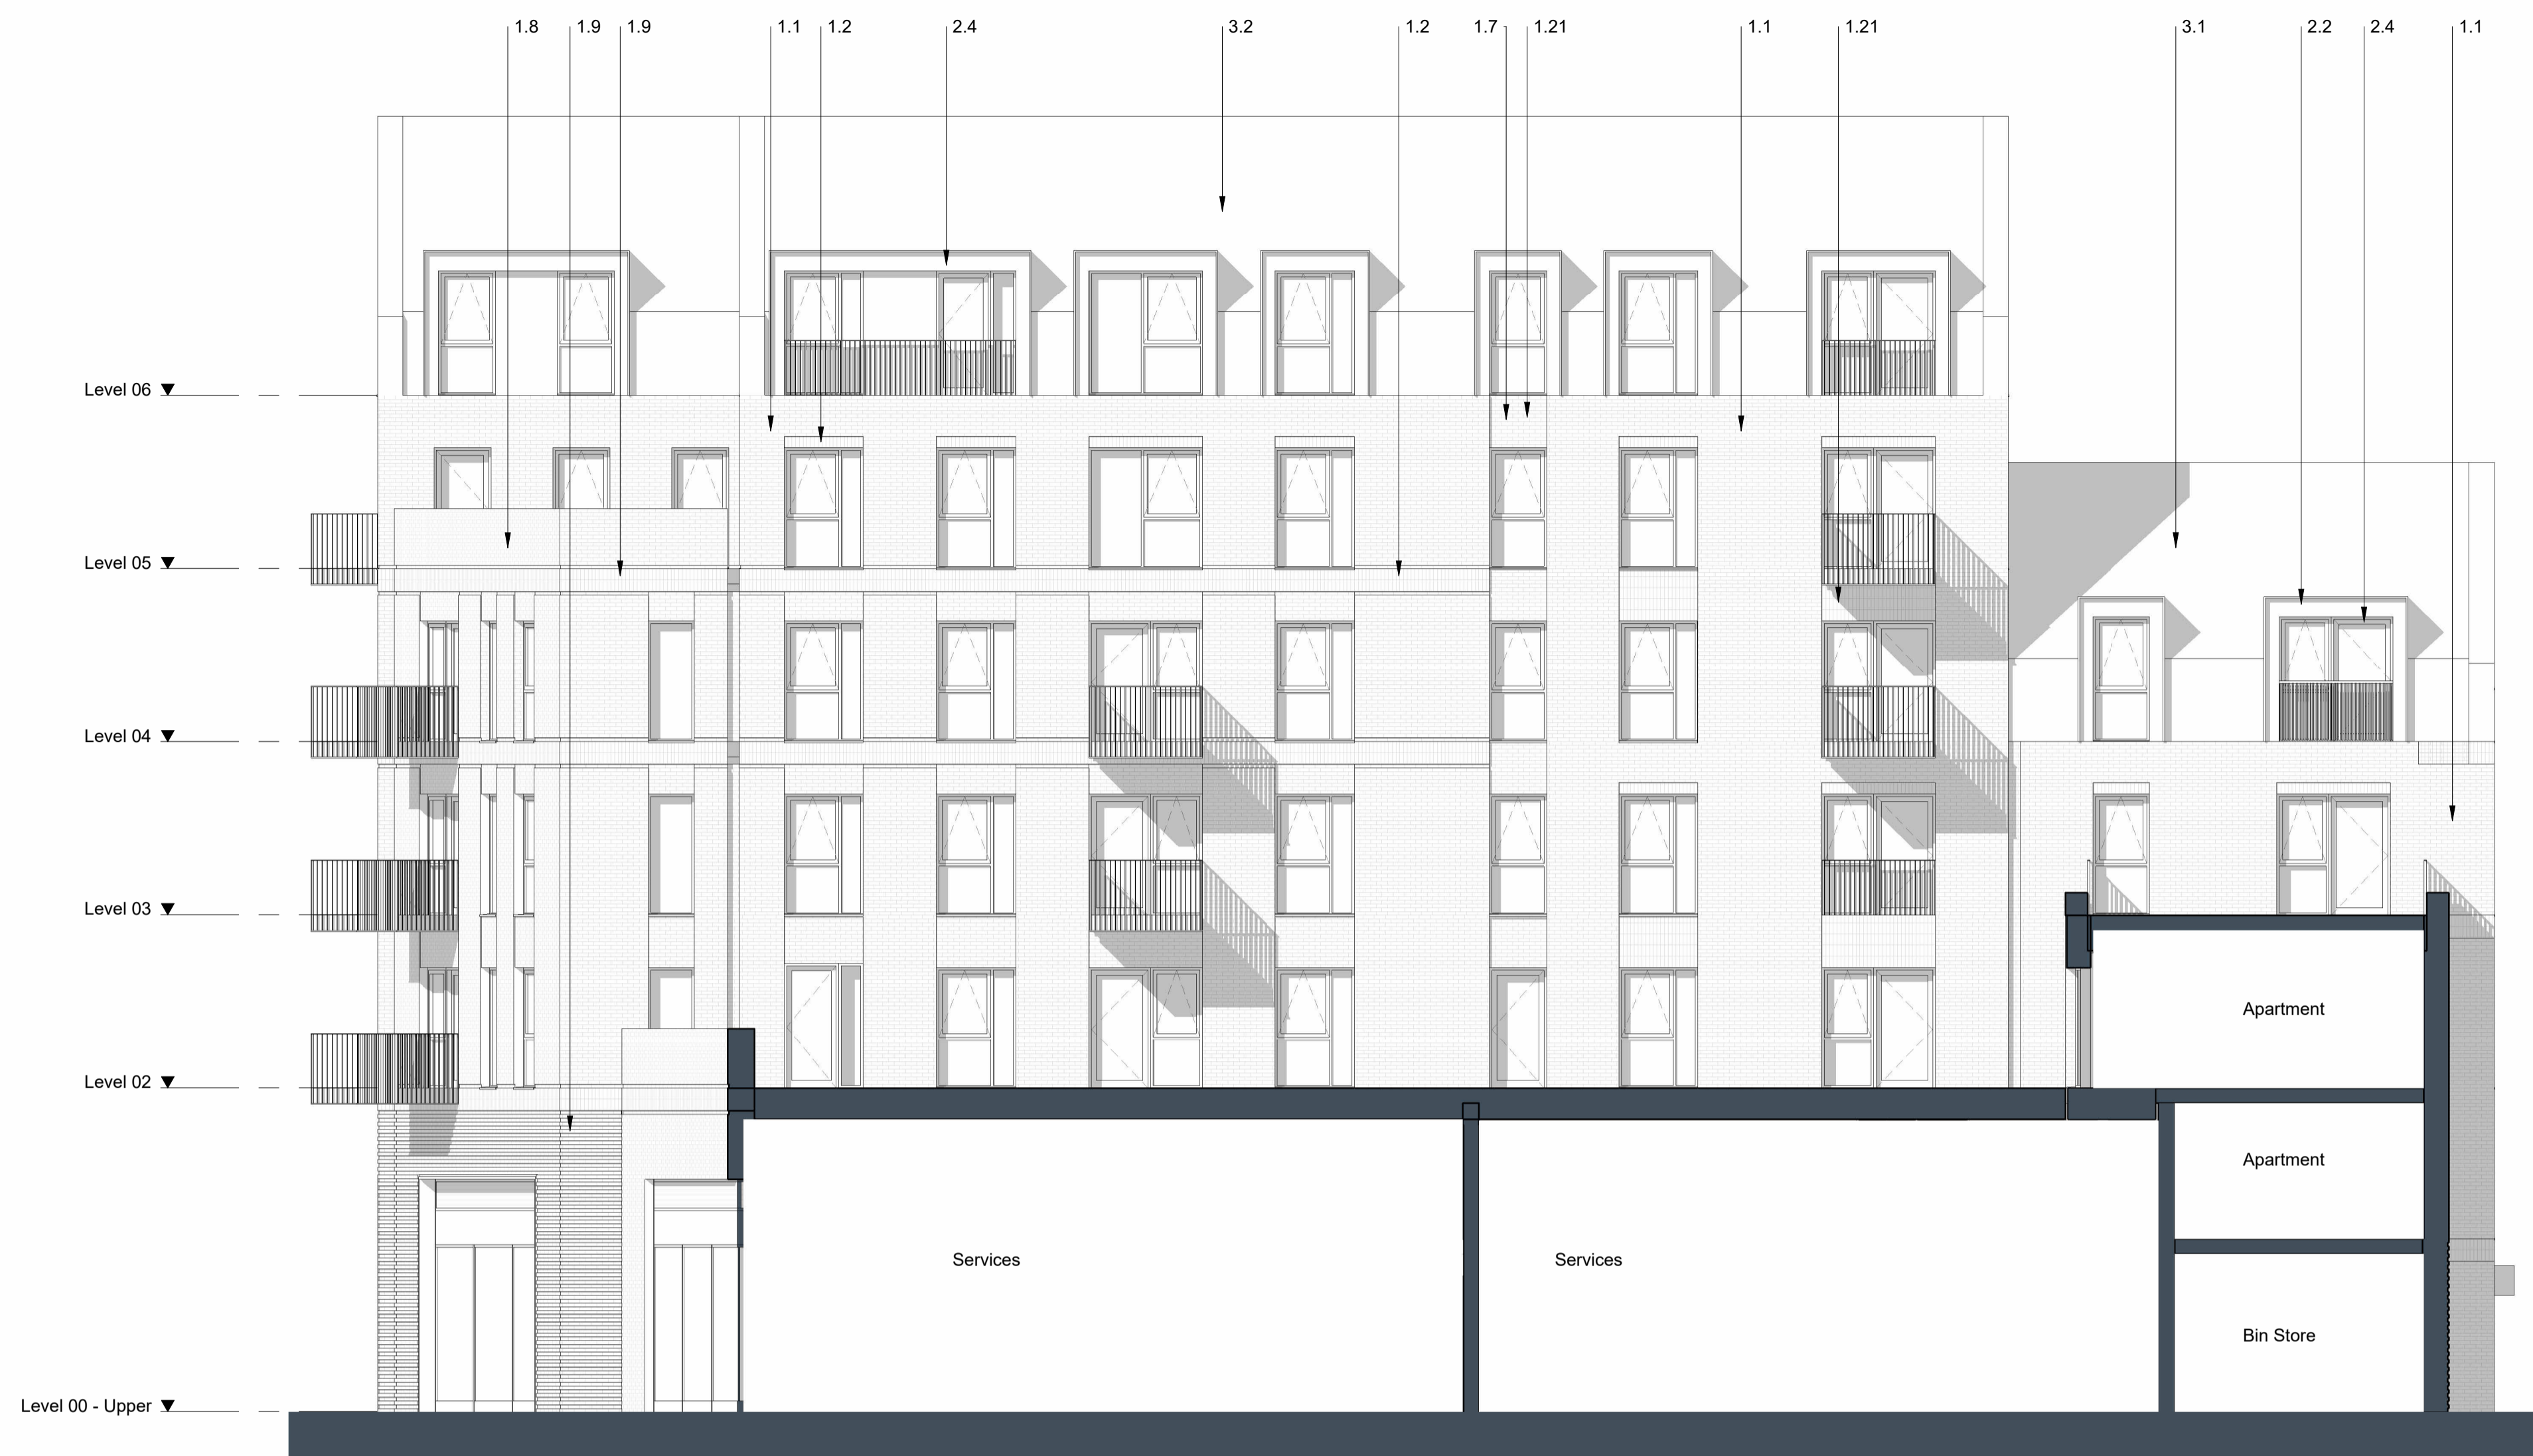 1.8
1.9
1.9
1.1
1.2
2.4
3.2
1.2
1.7
1.21
1.1
1.21
3.1
2.2
2.4
1.1
Level 06
Level 05
Level 04
Level 03
Level 02
Apartment
Apartment
Services
Services
Bin Store
Level 00 - Upper